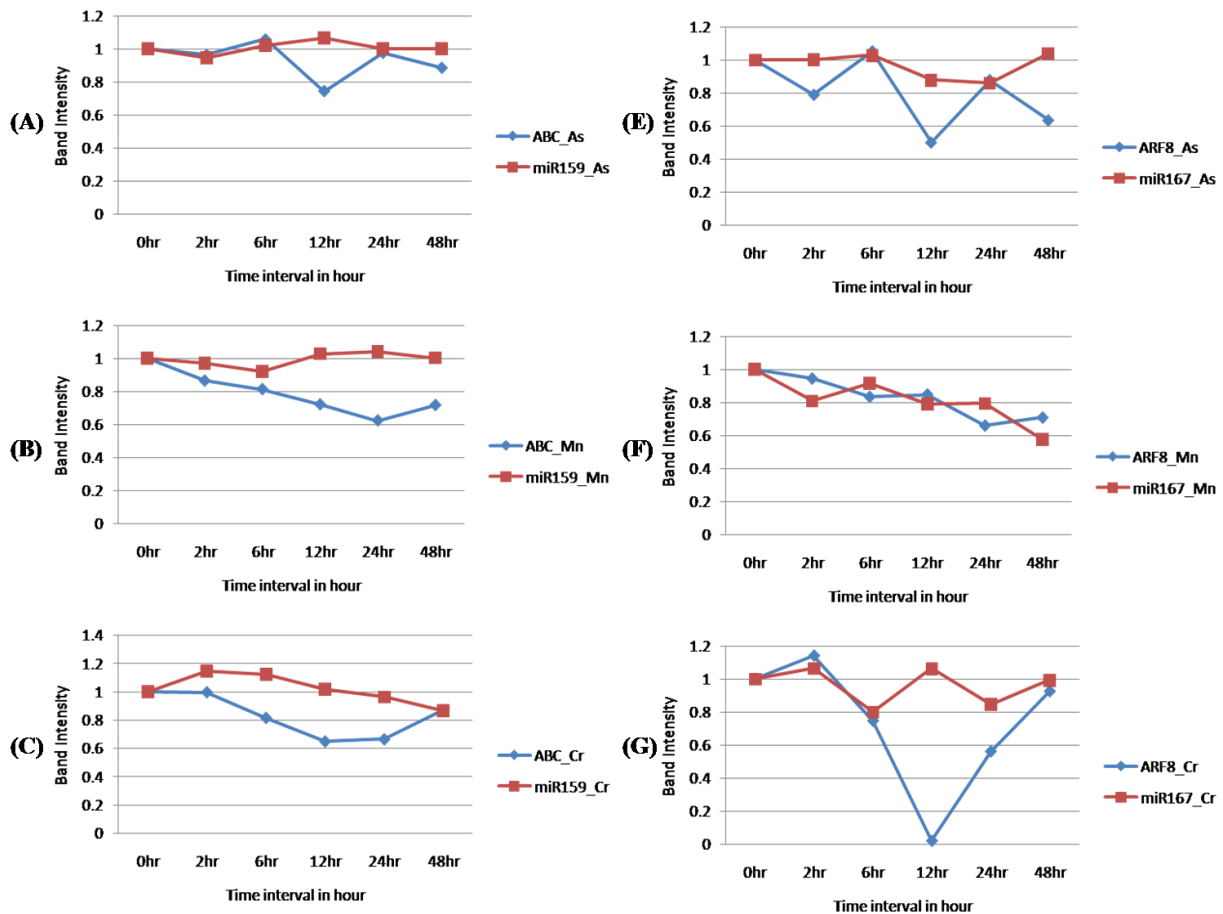 (A)
Band Intensity
1.2
1
0.8
0.6
0.4
0.2
0
0hr 2hr 6hr 12hr 24hr 48hr
Time interval in hour
ABC_As
miR159_As
(B)
Band Intensity
1.2
1
0.8
0.6
0.4
0.2
0
0hr 2hr 6hr 12hr 24hr 48hr
Time interval in hour
ABC_Mn
miR159_Mn
(C)
Band Intensity
1.4
1.2
1
0.8
0.6
0.4
0.2
0
0hr 2hr 6hr 12hr 24hr 48hr
Time interval in hour
ABC_Cr
miR159_Cr
(E)
Band Intensity
1.2
1
0.8
0.6
0.4
0.2
0
0hr 2hr 6hr 12hr 24hr 48hr
Time interval in hour
ARF8_As
miR167_As
(F)
Band Intensity
1.2
1
0.8
0.6
0.4
0.2
0
0hr 2hr 6hr 12hr 24hr 48hr
Time interval in hour
ARF8_Mn
miR167_Mn
(G)
Band Intensity
1.2
1
0.8
0.6
0.4
0.2
0
0hr 2hr 6hr 12hr 24hr 48hr
Time interval in hour
ARF8_Cr
miR167_Cr